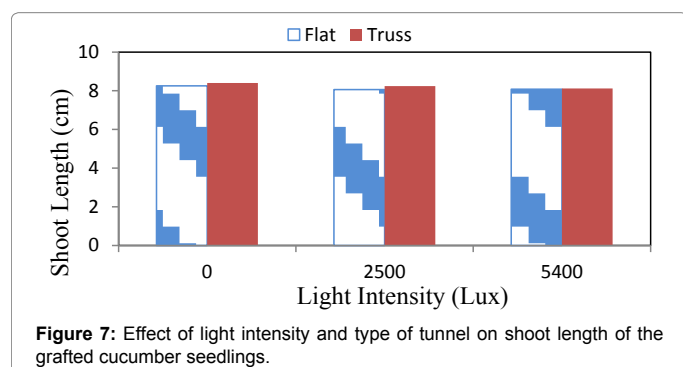 Flat Truss
10
8
6
4
2
0
Shoot Length (cm)
0 2500 5400
Light Intensity (Lux)
Figure 7: Effect of light intensity and type of tunnel on shoot length of the
grafted cucumber seedlings.